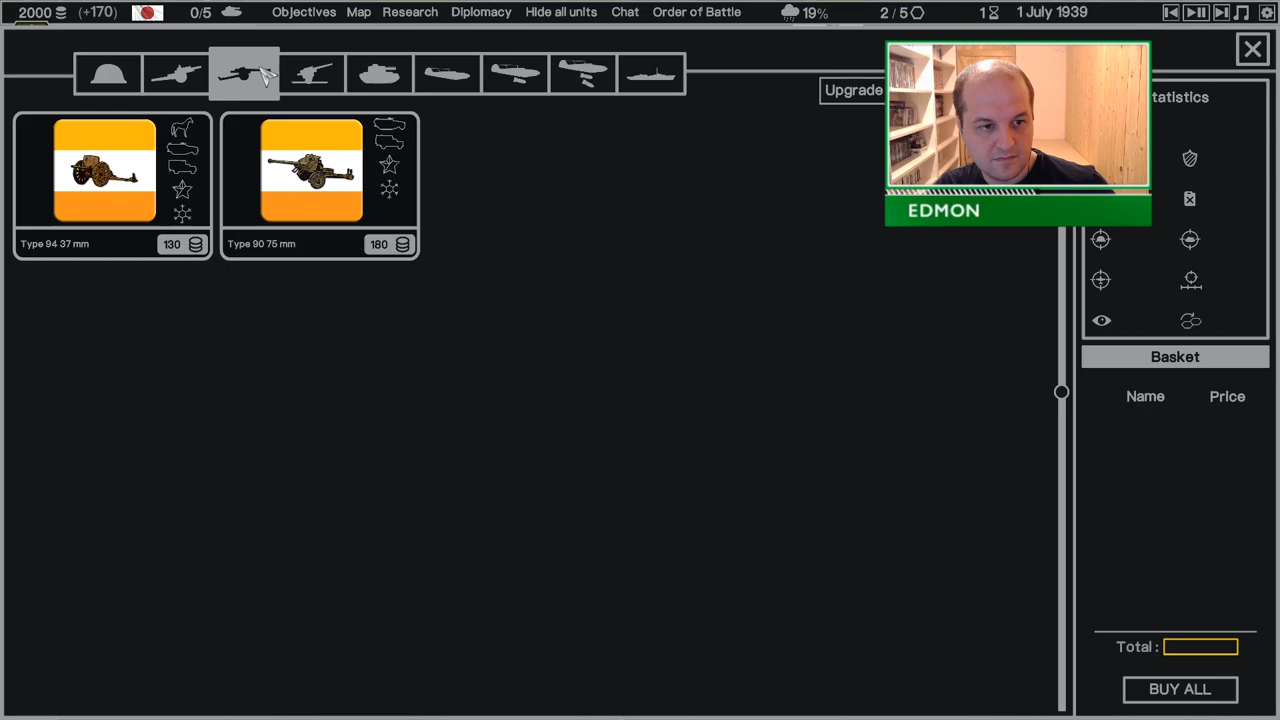 2000 (+170) 0/5 Objectives Map Research Diplomacy Hide all units Chat Order of Battle 19% 2 / 5 1 1 July 1939
Upgrade
tatistics
EDMON
Type 94 37 mm 130
Type 90 75 mm 180
Basket
Name Price
Total :
BUY ALL